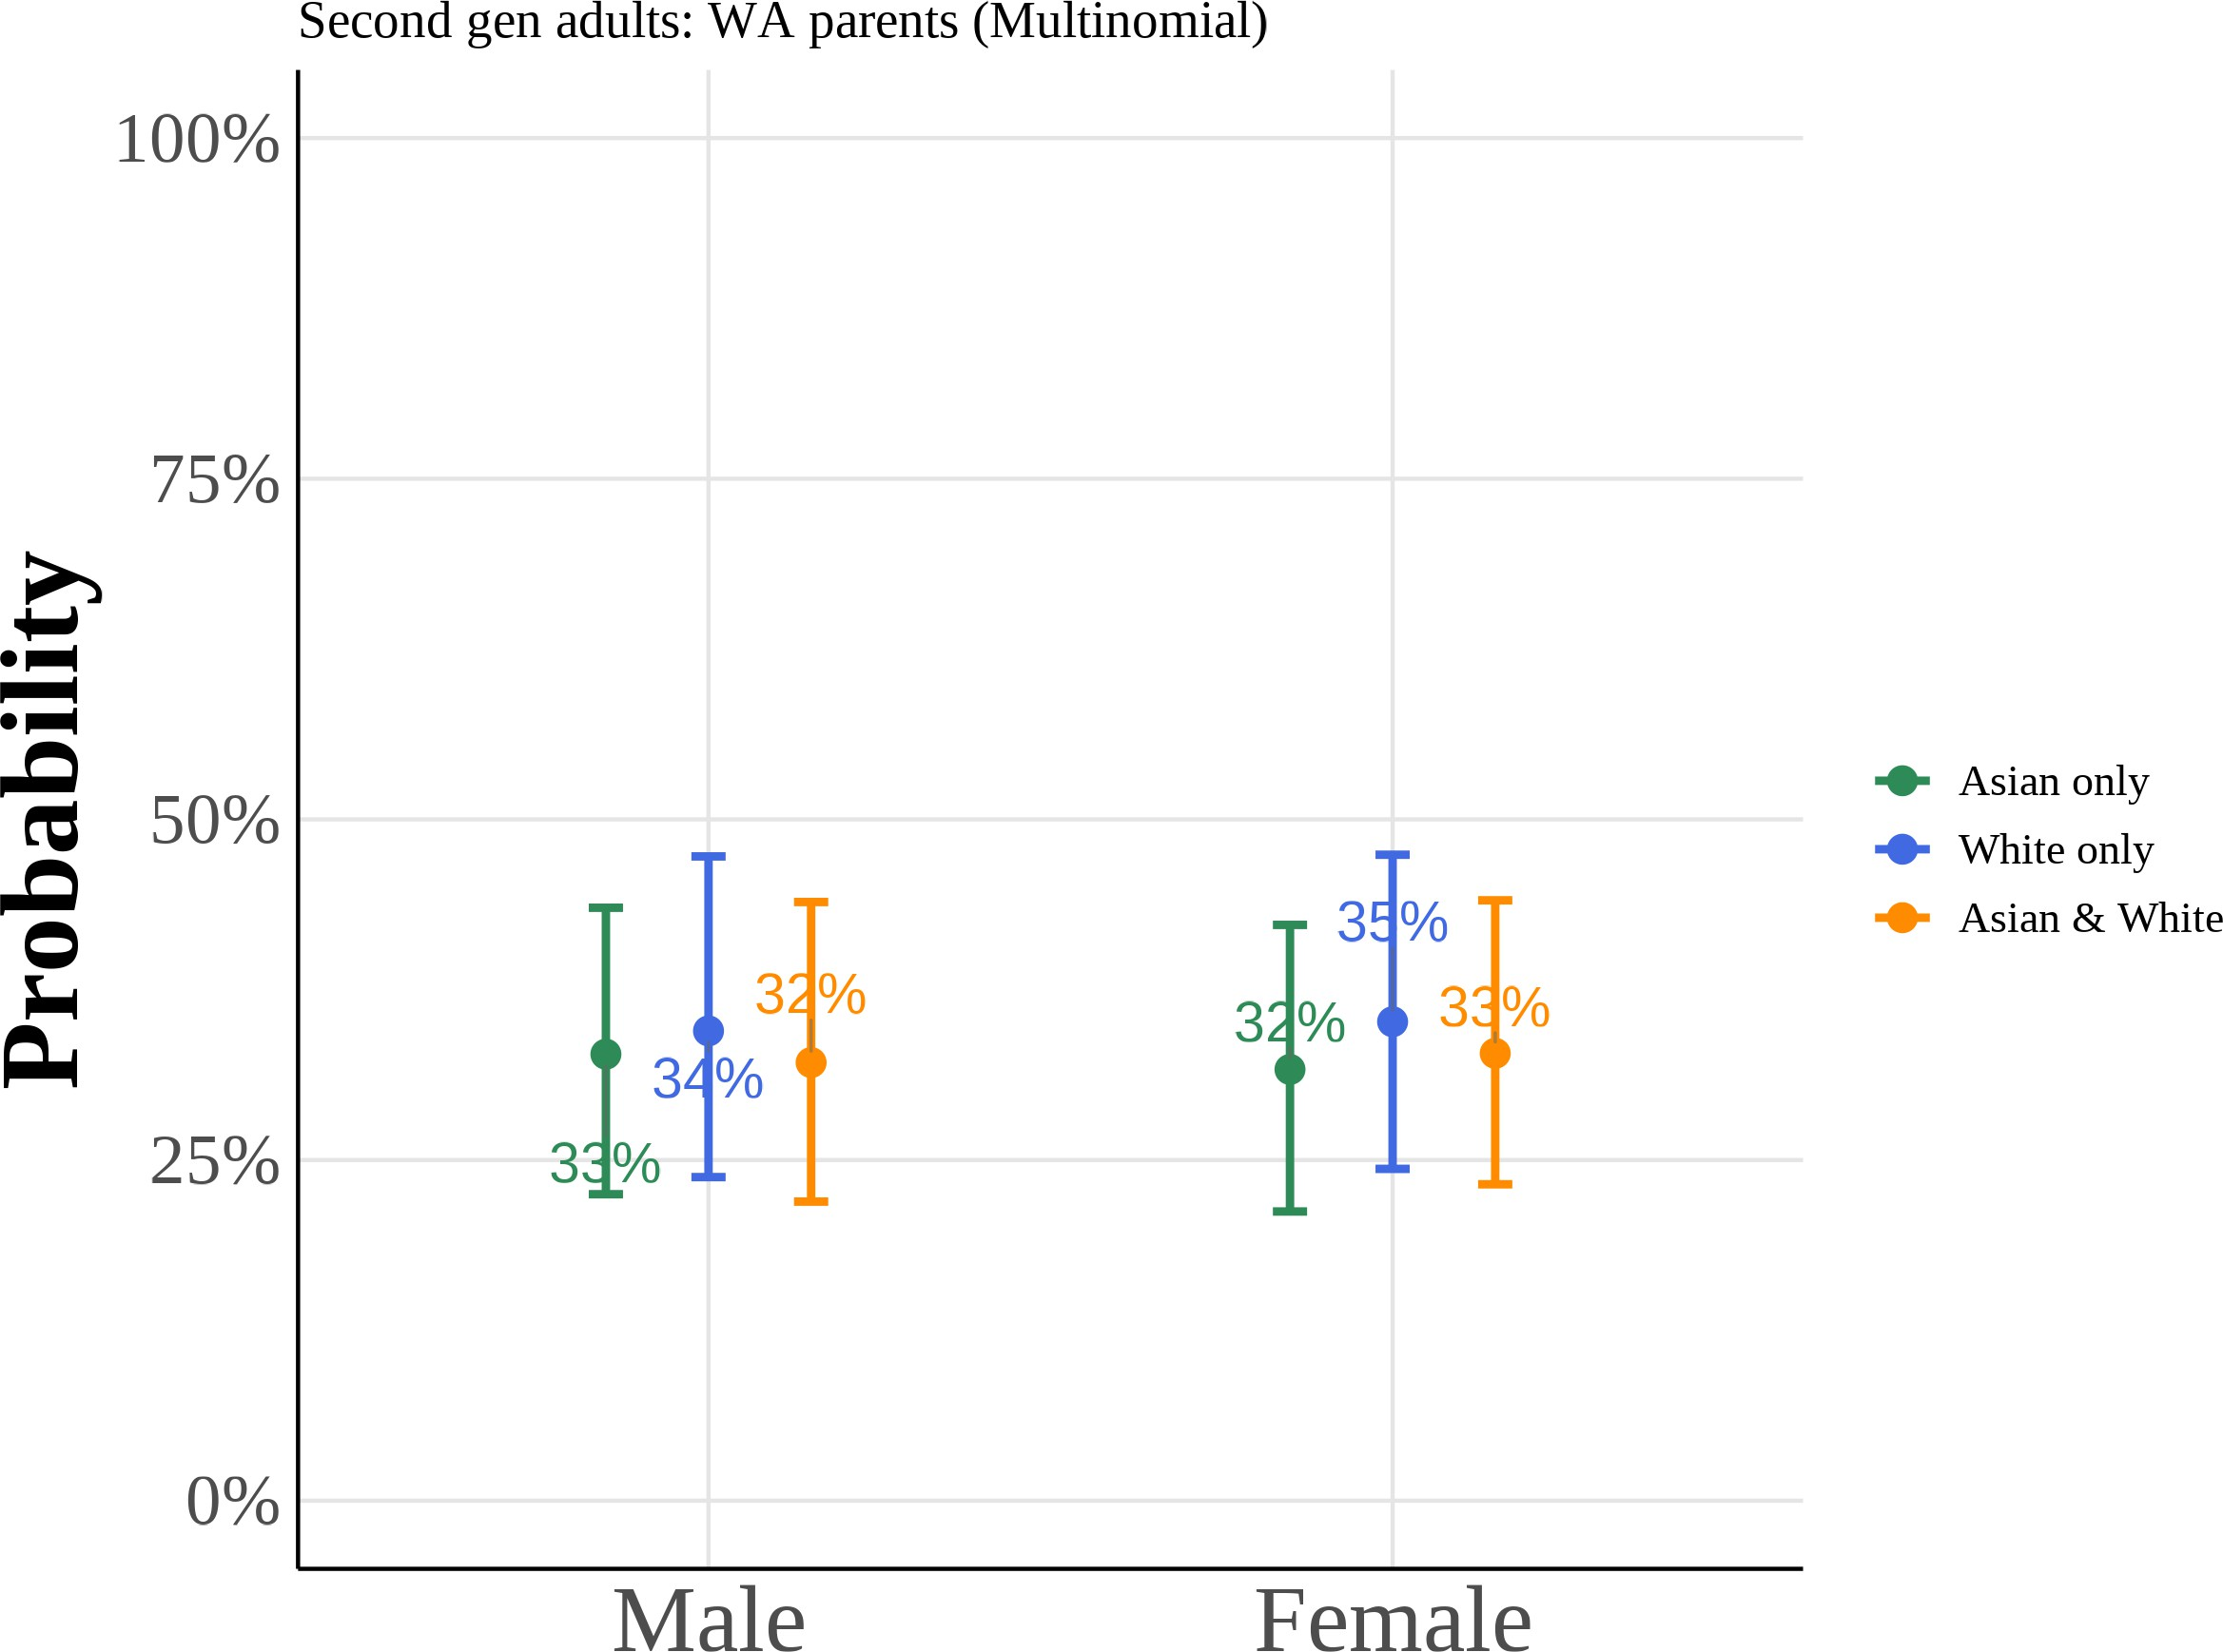 Second gen adults: WA parents (Multinomial)
Probability
100%
75%
50%
25%
0%
33%
34%
32%
32%
35%
33%
Male
Female
Asian only
White only
Asian & White